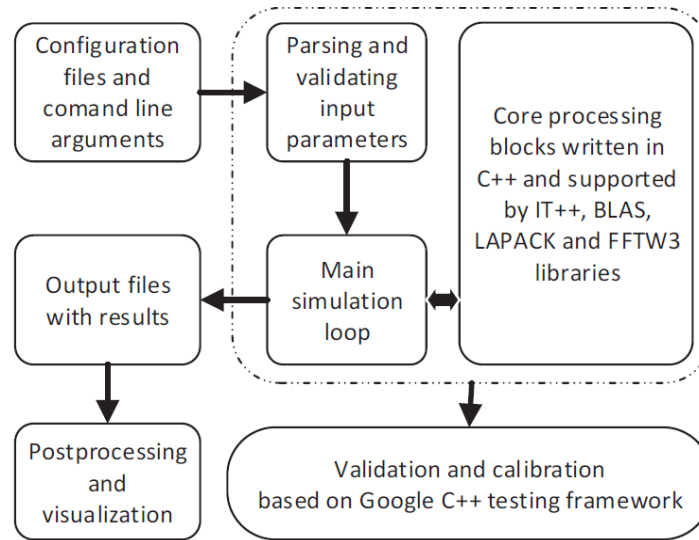 Configuration
files and
comand line
arguments
Parsing and
validating
input
parameters
Core processing
blocks written in
C++ and supported
by IT++, BLAS,
LAPACK and FFTW3
libraries
Output files
with results
Main
simulation
loop
Postprocessing
and
visualization
Validation and calibration
based on Google C++ testing framework